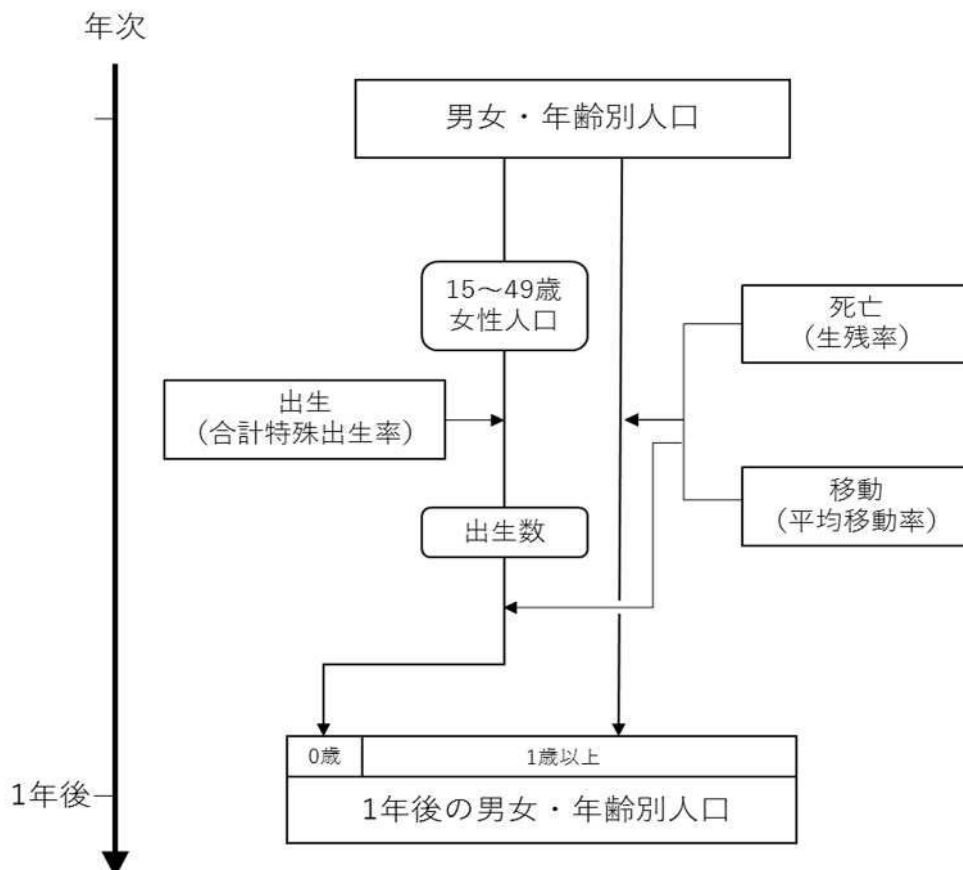 年次
男女・年齢別人口
15～49歳
女性人口
死亡
（生残率）
出生
（合計特殊出生率）
移動
（平均移動率）
出生数
0歳
1歳以上
1年後
1年後の男女・年齢別人口